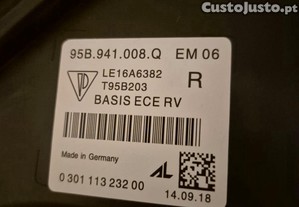 CustoJusto.pt
95B.941.008.Q EM 06
LE16A6382 R
T95B203
BASIS ECE RV
Made in Germany
AL
0 301 113 232 00 14.09.18